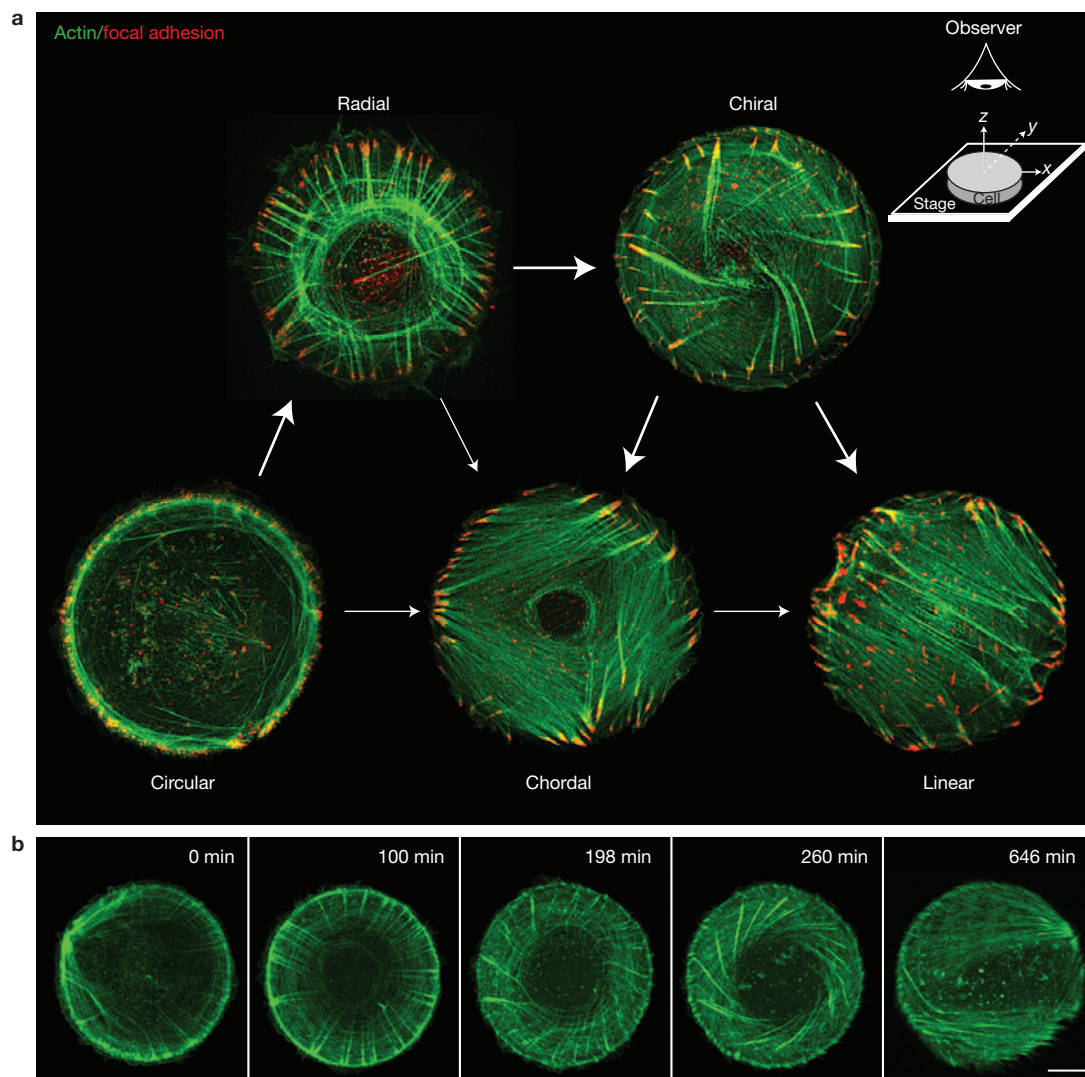 a
Actin/focal adhesion
Observer
Radial
Chiral
z
y
x
Stage
Cell
Circular
Chordal
Linear
b
0 min
100 min
198 min
260 min
646 min